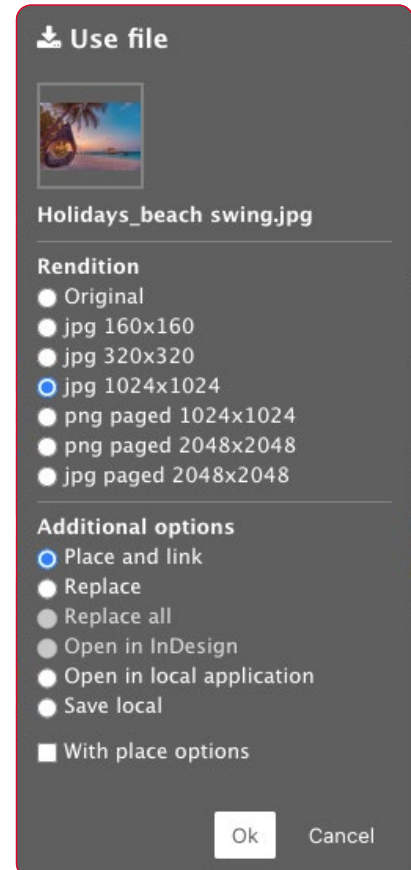 Use file
Holidays_beach swing.jpg
Rendition
Original
jpg 160x160
jpg 320x320
jpg 1024x1024
png paged 1024x1024
png paged 2048x2048
jpg paged 2048x2048
Additional options
Place and link
Replace
Replace all
Open in InDesign
Open in local application
Save local
With place options
Ok Cancel